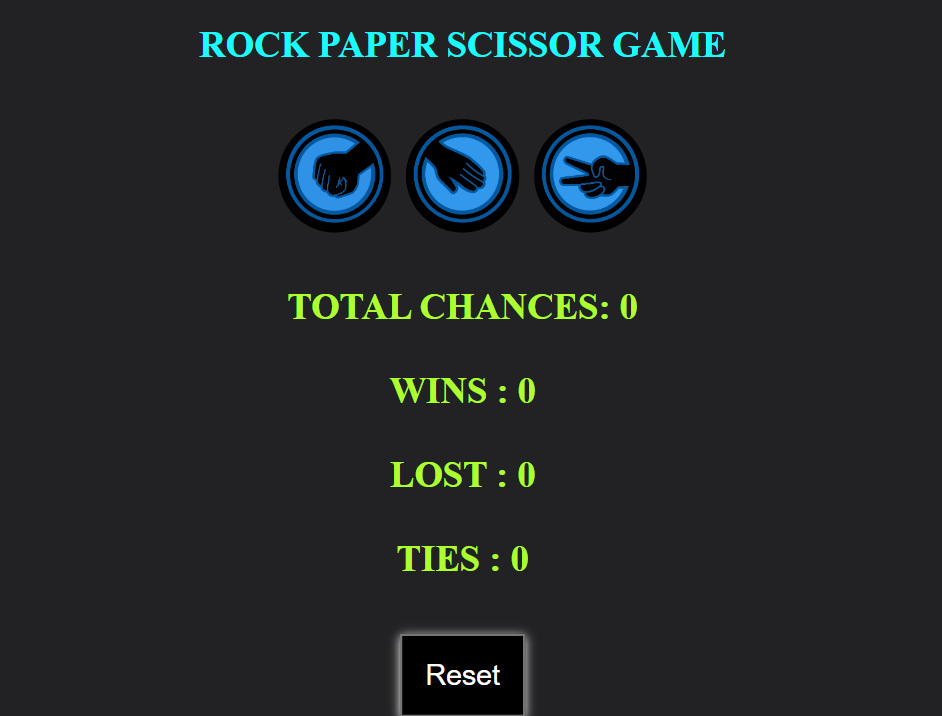 ROCK PAPER SCISSOR GAME
TOTAL CHANCES: 0
WINS : 0
LOST : 0
TIES : 0
Reset